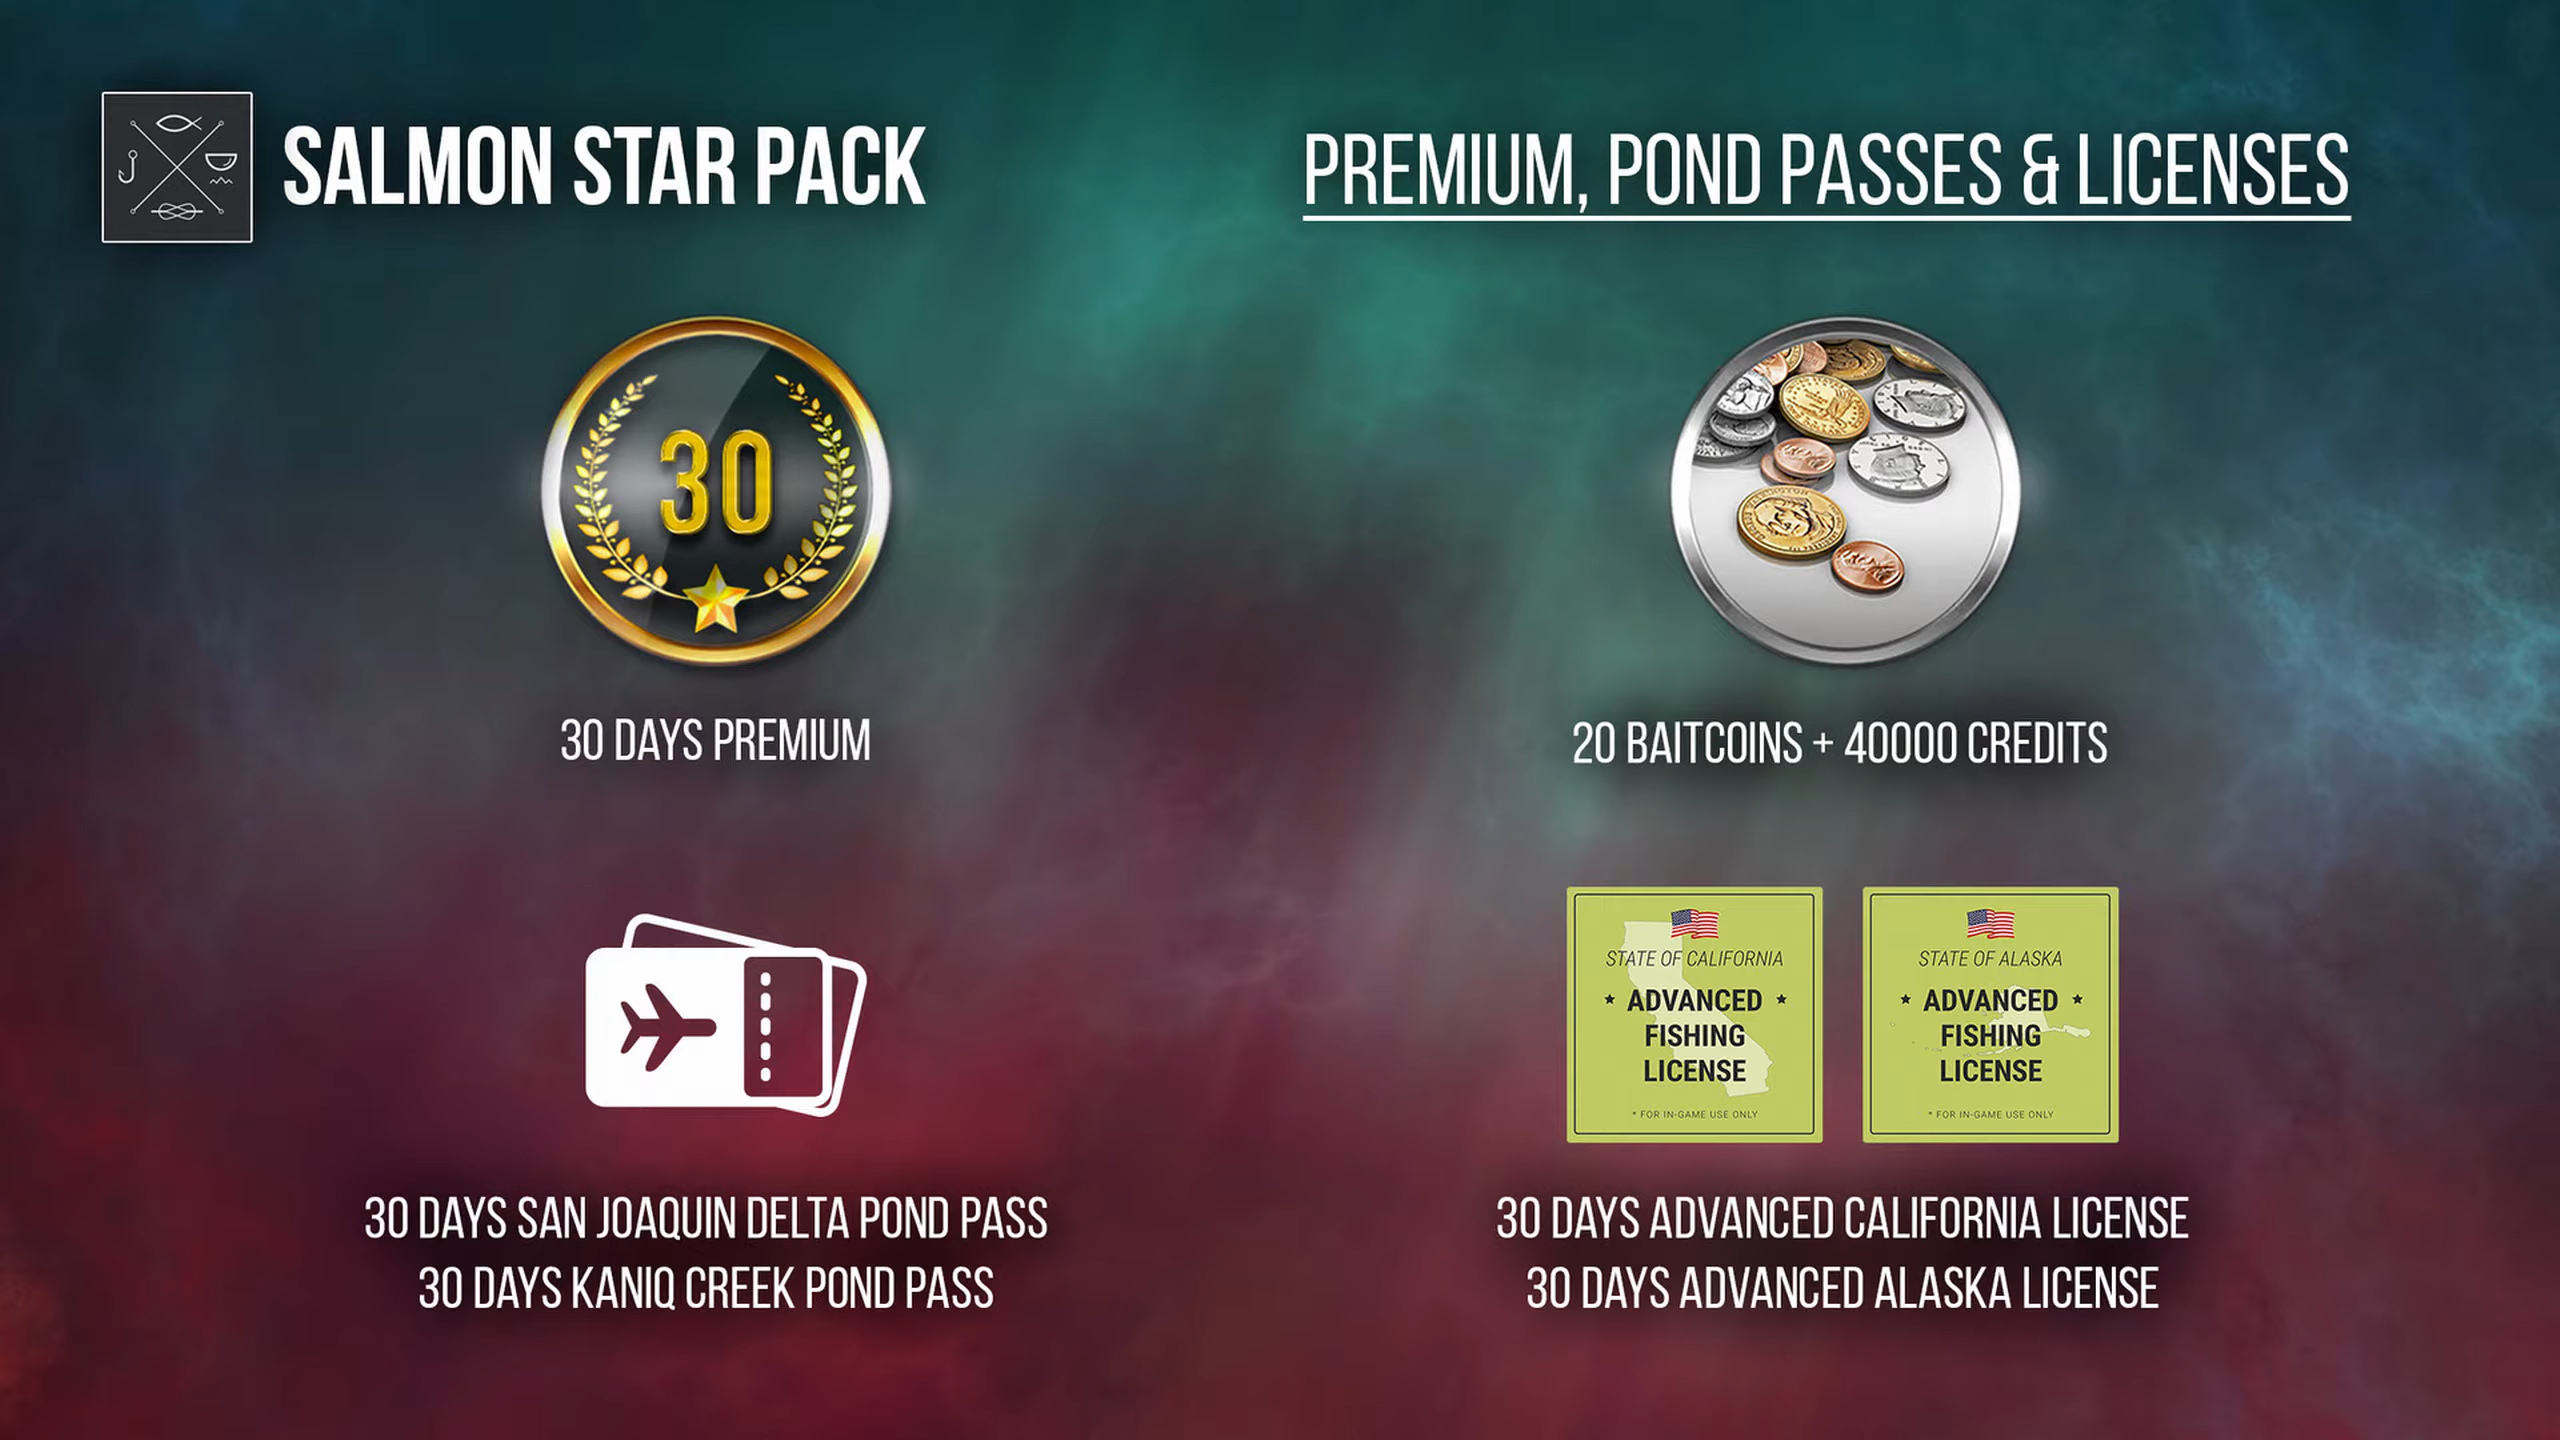 SALMON STAR PACK
PREMIUM, POND PASSES & LICENSES
30
30 DAYS PREMIUM
20 BAITCOINS + 40000 CREDITS
STATE OF CALIFORNIA
ADVANCED
FISHING
LICENSE
* FOR IN-GAME USE ONLY
STATE OF ALASKA
ADVANCED
FISHING
LICENSE
* FOR IN-GAME USE ONLY
30 DAYS SAN JOAQUIN DELTA POND PASS
30 DAYS KANIQ CREEK POND PASS
30 DAYS ADVANCED CALIFORNIA LICENSE
30 DAYS ADVANCED ALASKA LICENSE